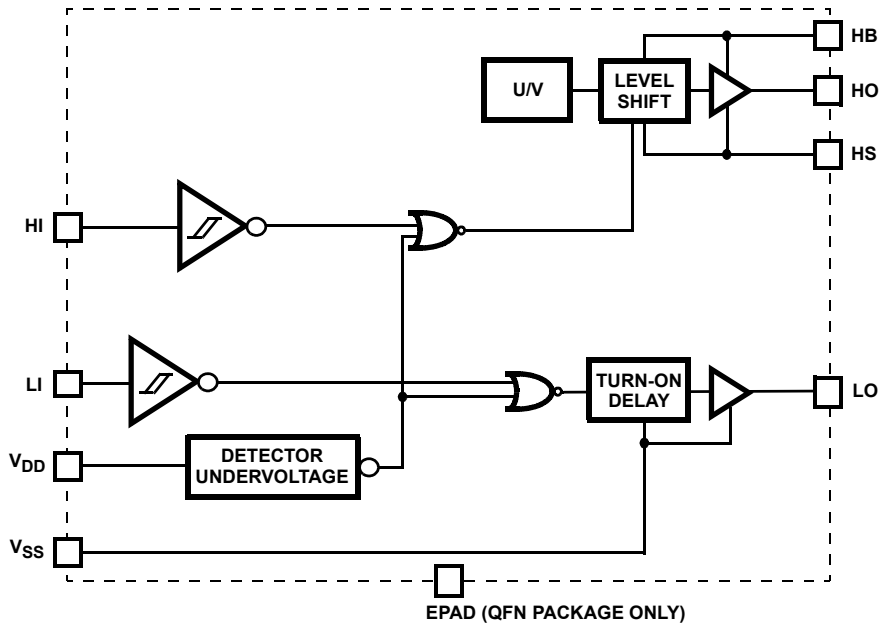 HB
U/V
LEVEL
SHIFT
HO
HS
HI
LI
TURN-ON
DELAY
LO
VDD
DETECTOR
UNDERVOLTAGE
VSS
EPAD (QFN PACKAGE ONLY)